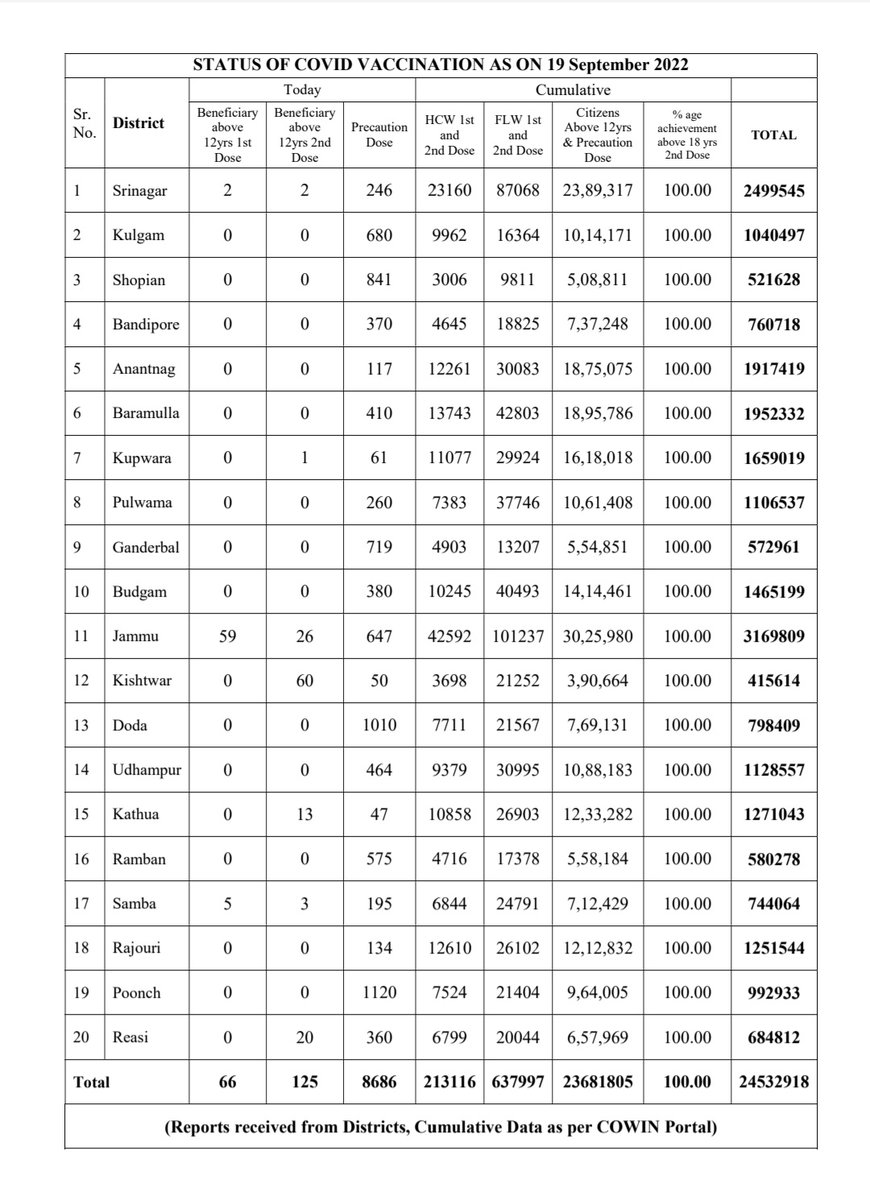 STATUS OF COVID VACCINATION AS ON 19 September 2022
Sr. No. District Today Cumulative
Beneficiary above 12yrs 1st Dose Beneficiary above 12yrs 2nd Dose Precaution Dose HCW 1st and 2nd Dose FLW 1st and 2nd Dose Citizens Above 12yrs & Precaution Dose % age achievement above 18 yrs 2nd Dose TOTAL
1 Srinagar 2 2 246 23160 87068 23,89,317 100.00 2499545
2 Kulgam 0 0 680 9962 16364 10,14,171 100.00 1040497
3 Shopian 0 0 841 3006 9811 5,08,811 100.00 521628
4 Bandipore 0 0 370 4645 18825 7,37,248 100.00 760718
5 Anantnag 0 0 117 12261 30083 18,75,075 100.00 1917419
6 Baramulla 0 0 410 13743 42803 18,95,786 100.00 1952332
7 Kupwara 0 1 61 11077 29924 16,18,018 100.00 1659019
8 Pulwama 0 0 260 7383 37746 10,61,408 100.00 1106537
9 Ganderbal 0 0 719 4903 13207 5,54,851 100.00 572961
10 Budgam 0 0 380 10245 40493 14,14,461 100.00 1465199
11 Jammu 59 26 647 42592 101237 30,25,980 100.00 3169809
12 Kishtwar 0 60 50 3698 21252 3,90,664 100.00 415614
13 Doda 0 0 1010 7711 21567 7,69,131 100.00 798409
14 Udhampur 0 0 464 9379 30995 10,88,183 100.00 1128557
15 Kathua 0 13 47 10858 26903 12,33,282 100.00 1271043
16 Ramban 0 0 575 4716 17378 5,58,184 100.00 580278
17 Samba 5 3 195 6844 24791 7,12,429 100.00 744064
18 Rajouri 0 0 134 12610 26102 12,12,832 100.00 1251544
19 Poonch 0 0 1120 7524 21404 9,64,005 100.00 992933
20 Reasi 0 20 360 6799 20044 6,57,969 100.00 684812
Total 66 125 8686 213116 637997 23681805 100.00 24532918
(Reports received from Districts, Cumulative Data as per COWIN Portal)